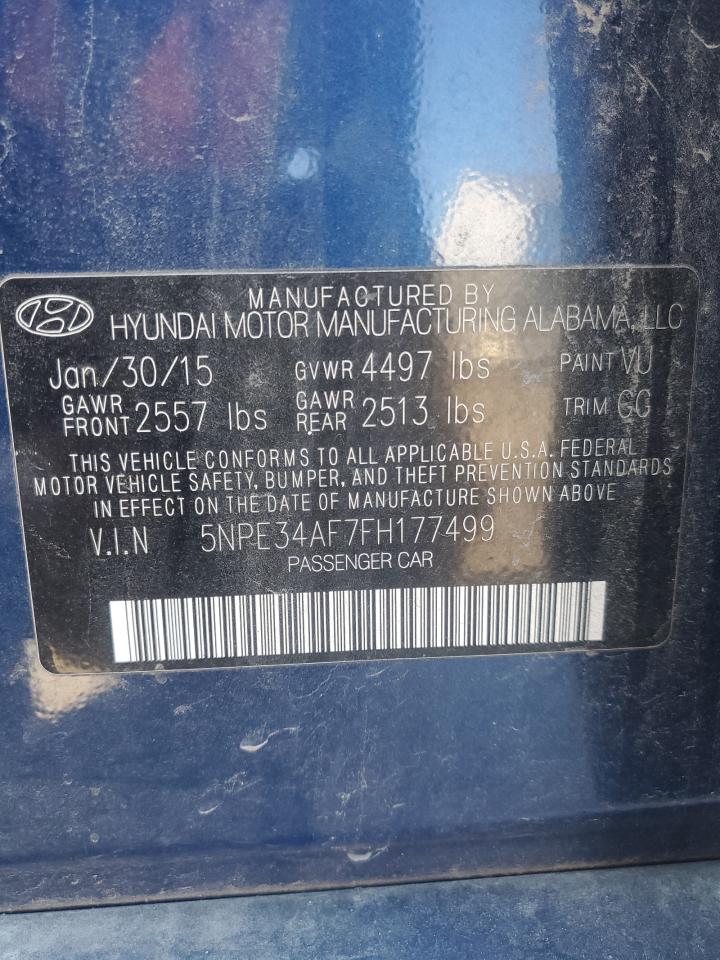 MANUFACTURED BY
HYUNDAI MOTOR MANUFACTURING ALABAMA, LLC
Jan/30/15 GVWR 4497 lbs PAINT VU
GAWR FRONT 2557 lbs GAWR REAR 2513 lbs TRIM GG
THIS VEHICLE CONFORMS TO ALL APPLICABLE U.S.A. FEDERAL
MOTOR VEHICLE SAFETY, BUMPER, AND THEFT PREVENTION STANDARDS
IN EFFECT ON THE DATE OF MANUFACTURE SHOWN ABOVE
V.I.N 5NPE34AF7FH177499
PASSENGER CAR